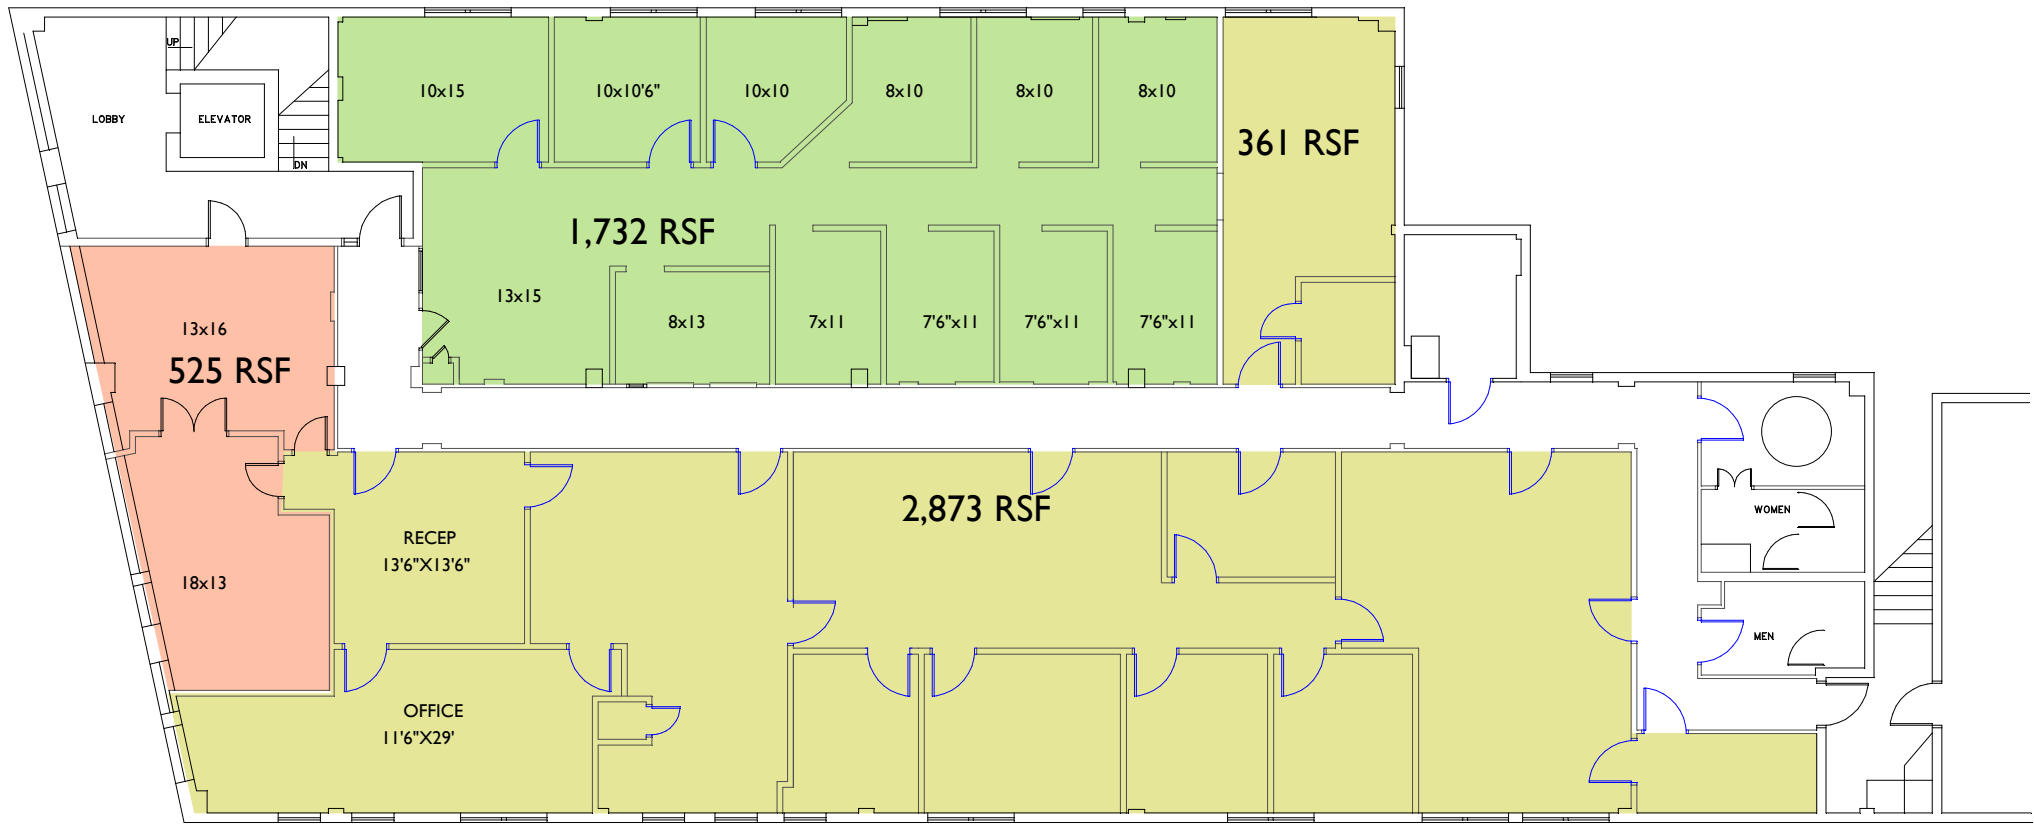 UP
LOBBY
ELEVATOR
DN
10x15
10x10'6"
10x10
8x10
8x10
8x10
361 RSF
1,732 RSF
13x15
8x13
7x11
7'6"x11
7'6"x11
7'6"x11
13x16
525 RSF
18x13
RECEP
13'6"X13'6"
2,873 RSF
OFFICE
11'6"X29'
WOMEN
MEN